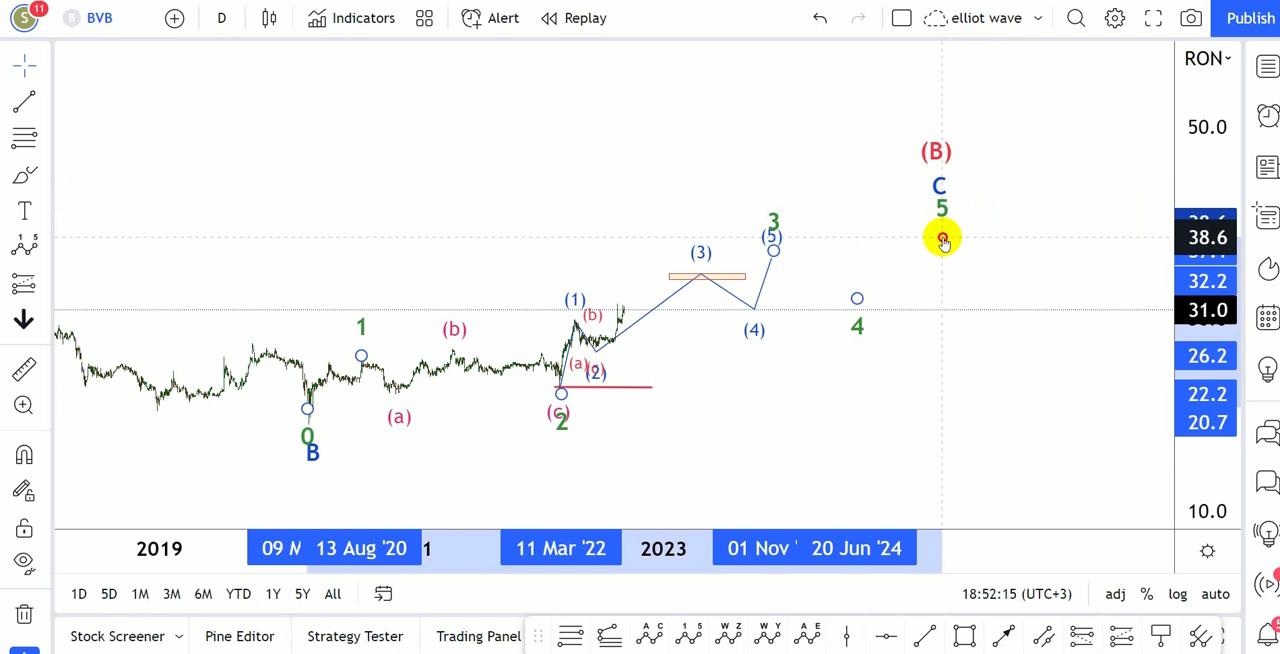 S 11 B BVB D Indicators Alert Replay elliot wave Publish
RON
50.0
(B)
C
5
38.6
3
(5)
(3)
32.2
(1)
(b)
31.0
1
(b)
(4)
4
26.2
(a)
(2)
22.2
(a)
(c)
2
20.7
0
B
10.0
2019 09 M 13 Aug '20 1 11 Mar '22 2023 01 Nov ' 20 Jun '24
1D 5D 1M 3M 6M YTD 1Y 5Y All 18:52:15 (UTC+3) adj % log auto
Stock Screener Pine Editor Strategy Tester Trading Panel